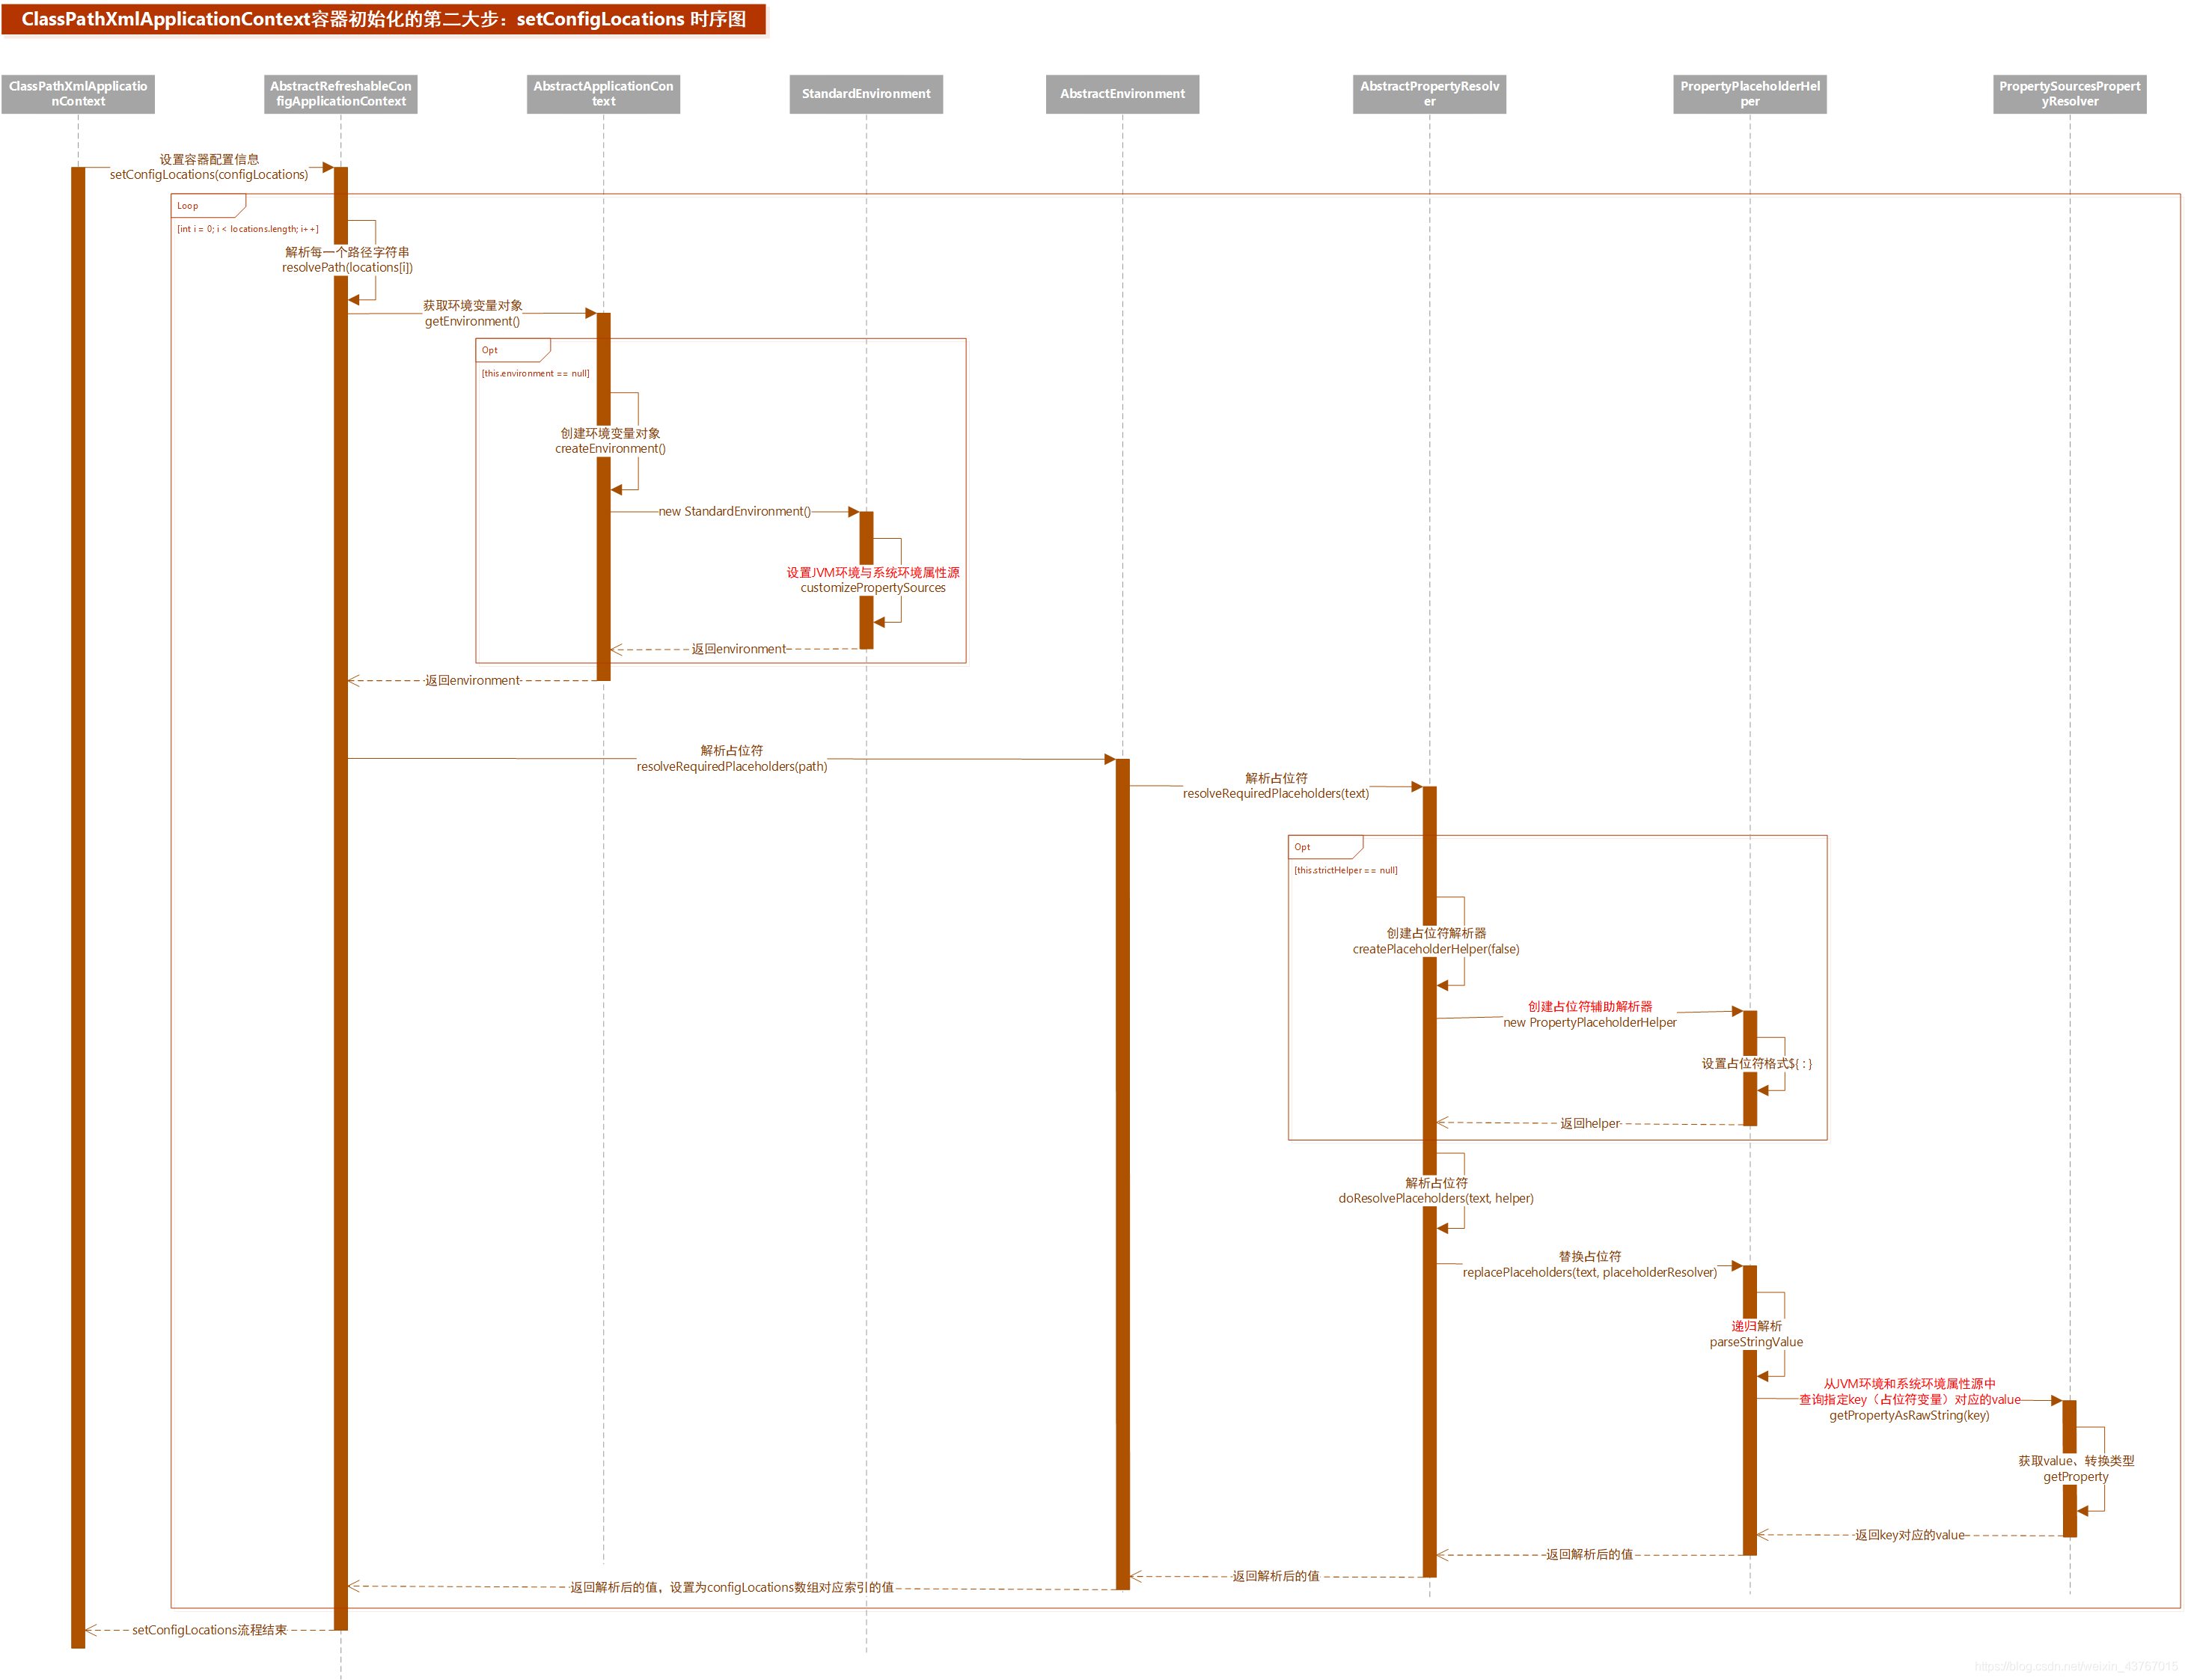 ClassPathXmlApplicationContext容器初始化的第二大步：setConfigLocations 时序图
ClassPathXmlApplicatio
nContext
AbstractRefreshableCon
figApplicationContext
AbstractApplicationCon
text
StandardEnvironment
AbstractEnvironment
AbstractPropertyResolv
er
PropertyPlaceholderHel
per
PropertySourcesPropert
yResolver
设置容器配置信息
setConfigLocations(configLocations)
Loop
[int i = 0; i < locations.length; i++]
解析每一个路径字符串
resolvePath(locations[i])
获取环境变量对象
getEnvironment()
Opt
[this.environment == null]
创建环境变量对象
createEnvironment()
new StandardEnvironment()
设置JVM环境与系统环境属性源
customizePropertySources
返回environment
返回environment
解析占位符
resolveRequiredPlaceholders(path)
解析占位符
resolveRequiredPlaceholders(text)
Opt
[this.strictHelper == null]
创建占位符解析器
createPlaceholderHelper(false)
创建占位符辅助解析器
new PropertyPlaceholderHelper
设置占位符格式${ : }
返回helper
解析占位符
doResolvePlaceholders(text, helper)
替换占位符
replacePlaceholders(text, placeholderResolver)
递归解析
parseStringValue
从JVM环境和系统环境属性源中
查询指定key（占位符变量）对应的value
getPropertyAsRawString(key)
获取value、转换类型
getProperty
返回key对应的value
返回解析后的值
返回解析后的值
返回解析后的值，设置为configLocations数组对应索引的值
setConfigLocations流程结束
https://blog.csdn.net/weixin_43767015